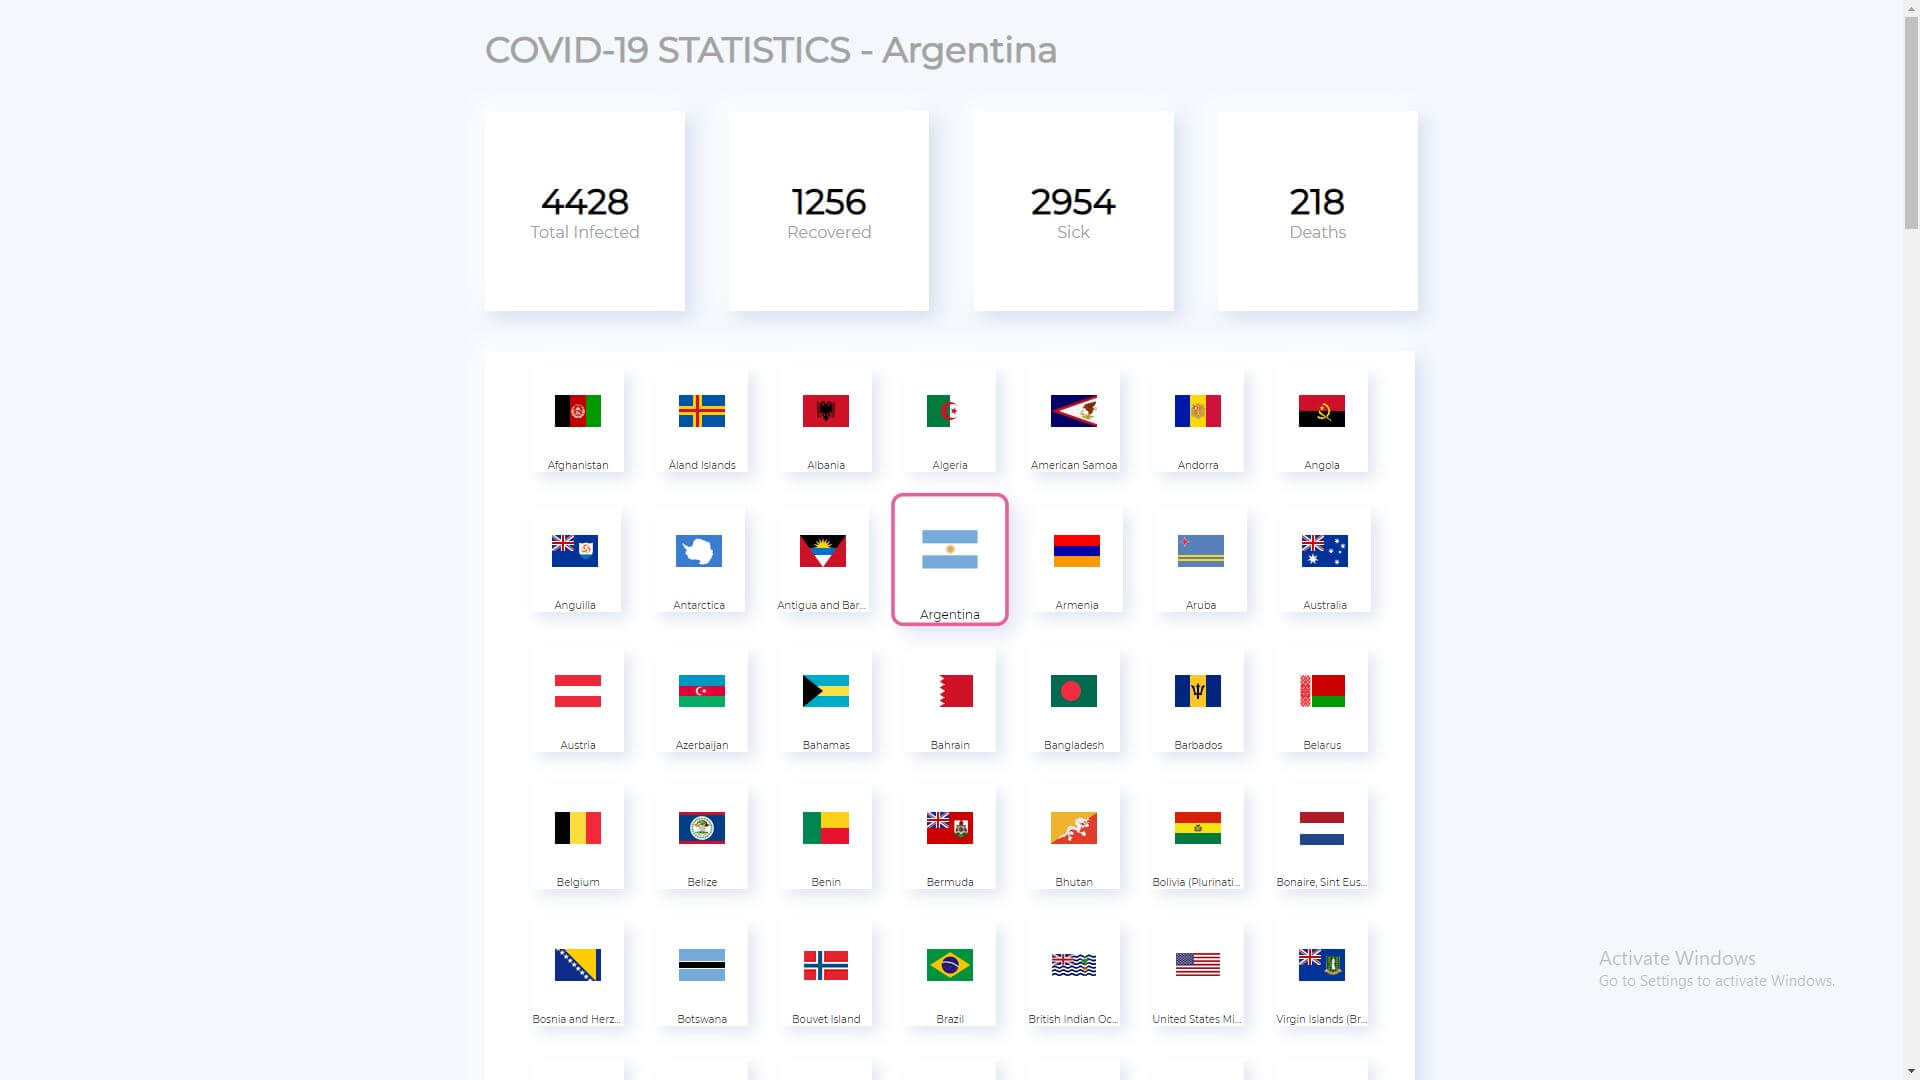 COVID-19 STATISTICS - Argentina
4428 1256 2954 218
Total Infected Recovered Sick Deaths
Afghanistan Åland Islands Albania Algeria American Samoa Andorra Angola
Anguilla Antarctica Antigua and Bar... Argentina Armenia Aruba Australia
Austria Azerbaijan Bahamas Bahrain Bangladesh Barbados Belarus
Belgium Belize Benin Bermuda Bhutan Bolivia (Plurinati... Bonaire, Sint Eus...
Activate Windows
Go to Settings to activate Windows.
Bosnia and Herz... Botswana Bouvet Island Brazil British Indian Oc... United States Mi... Virgin Islands (Br...